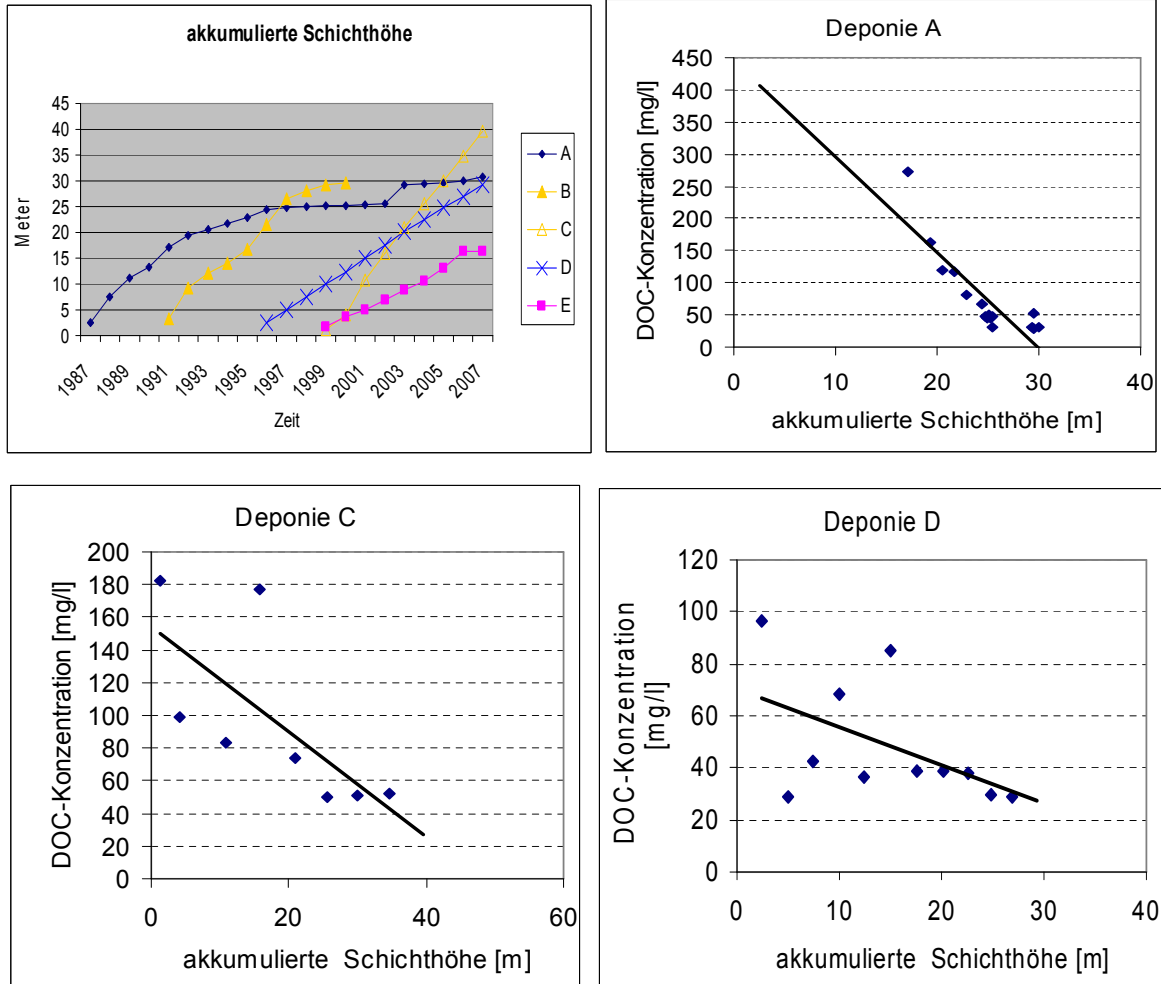 akkumulierte Schichthöhe
Meter
45
40
35
30
25
20
15
10
5
0
1987
1989
1991
1993
1995
1997
1999
2001
2003
2005
2007
Zeit
A
B
C
D
E
Deponie A
DOC-Konzentration [mg/l]
450
400
350
300
250
200
150
100
50
0
0 10 20 30 40
akkumulierte Schichthöhe [m]
Deponie C
DOC-Konzentration [mg/l]
200
180
160
140
120
100
80
60
40
20
0
0 20 40 60
akkumulierte Schichthöhe [m]
Deponie D
DOC-Konzentration
[mg/l]
120
100
80
60
40
20
0
0 10 20 30 40
akkumulierte Schichthöhe [m]